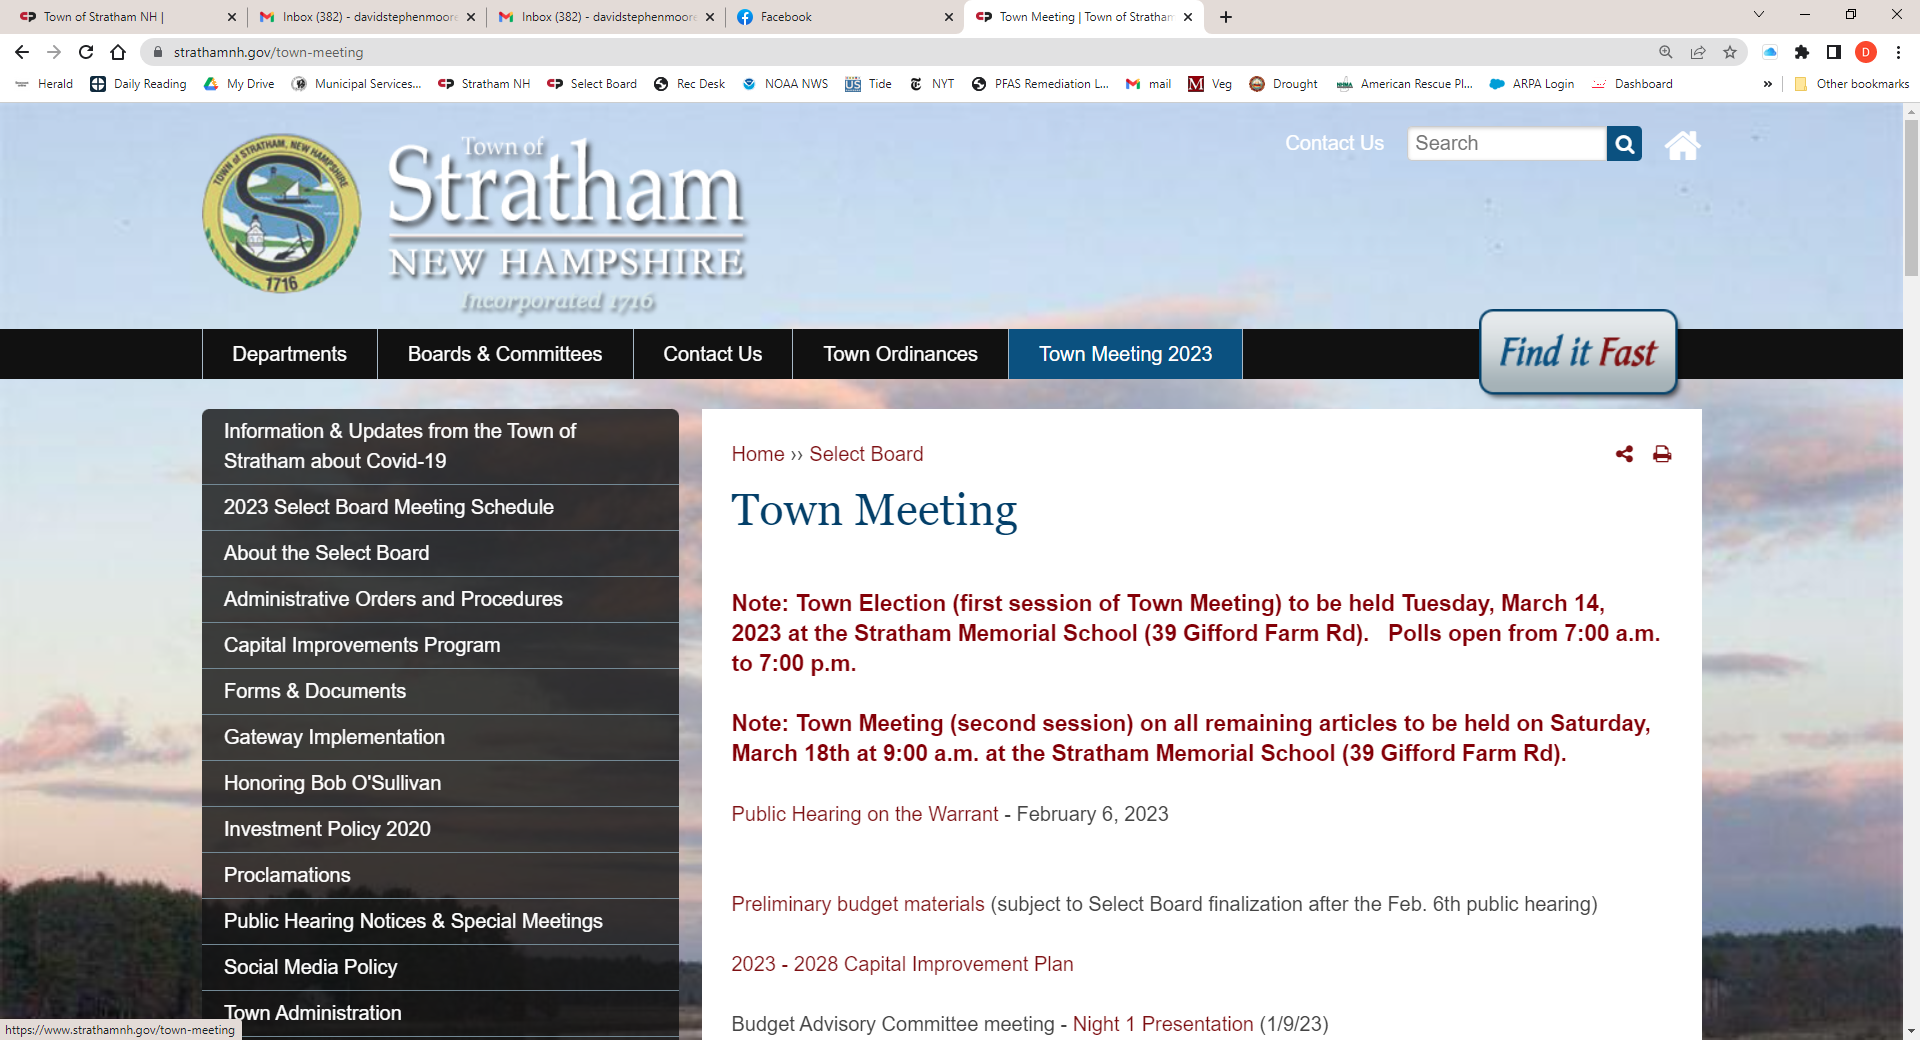 Town of Stratham NH |
Inbox (382) - davidstephenmoore
Inbox (382) - davidstephenmoore
Facebook
Town Meeting | Town of Stratham
strathamnh.gov/town-meeting
D
Herald
Daily Reading
My Drive
Municipal Services...
Stratham NH
Select Board
Rec Desk
NOAA NWS
Tide
NYT
PFAS Remediation L...
mail
Veg
Drought
American Rescue Pl...
ARPA Login
Dashboard
»
Other bookmarks
TOWN of STRATHAM, NEW HAMPSHIRE
S
1716
Town of
Stratham
NEW HAMPSHIRE
Incorporated 1716
Contact Us
Search
Departments
Boards & Committees
Contact Us
Town Ordinances
Town Meeting 2023
Find it Fast
Information & Updates from the Town of
Stratham about Covid-19
2023 Select Board Meeting Schedule
About the Select Board
Administrative Orders and Procedures
Capital Improvements Program
Forms & Documents
Gateway Implementation
Honoring Bob O'Sullivan
Investment Policy 2020
Proclamations
Public Hearing Notices & Special Meetings
Social Media Policy
Town Administration
Home ›› Select Board
Town Meeting
Note: Town Election (first session of Town Meeting) to be held Tuesday, March 14,
2023 at the Stratham Memorial School (39 Gifford Farm Rd).   Polls open from 7:00 a.m.
to 7:00 p.m.
Note: Town Meeting (second session) on all remaining articles to be held on Saturday,
March 18th at 9:00 a.m. at the Stratham Memorial School (39 Gifford Farm Rd).
Public Hearing on the Warrant - February 6, 2023
Preliminary budget materials (subject to Select Board finalization after the Feb. 6th public hearing)
2023 - 2028 Capital Improvement Plan
Budget Advisory Committee meeting - Night 1 Presentation (1/9/23)
https://www.strathamnh.gov/town-meeting